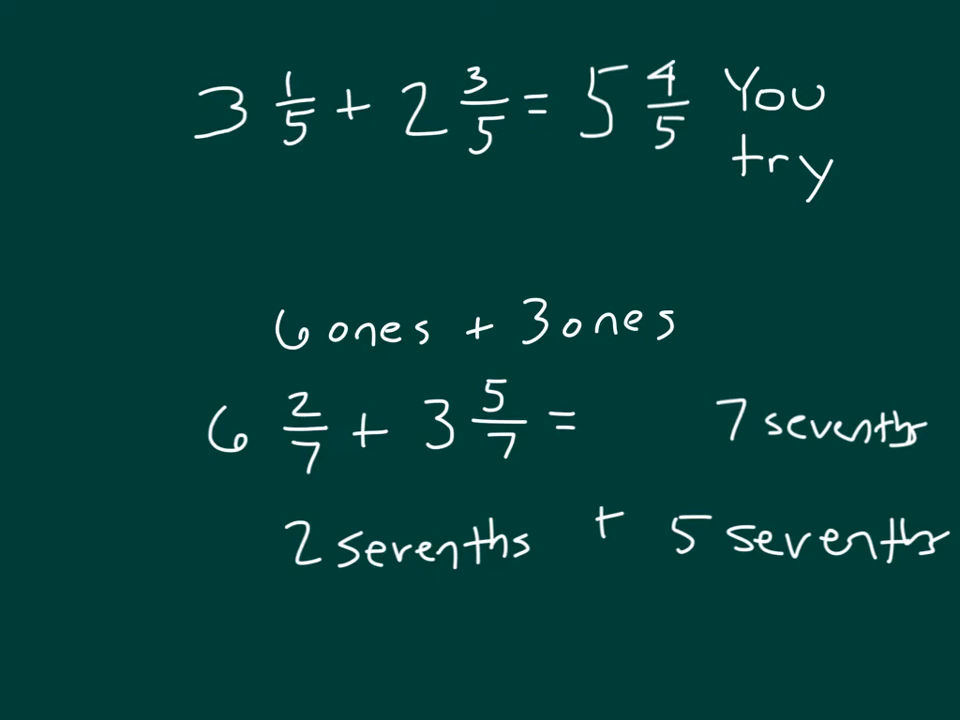 3 1/5 + 2 3/5 = 5 4/5 You
try
6 ones + 3 ones
6 2/7 + 3 5/7 = 7 sevenths
2 sevenths + 5 sevenths